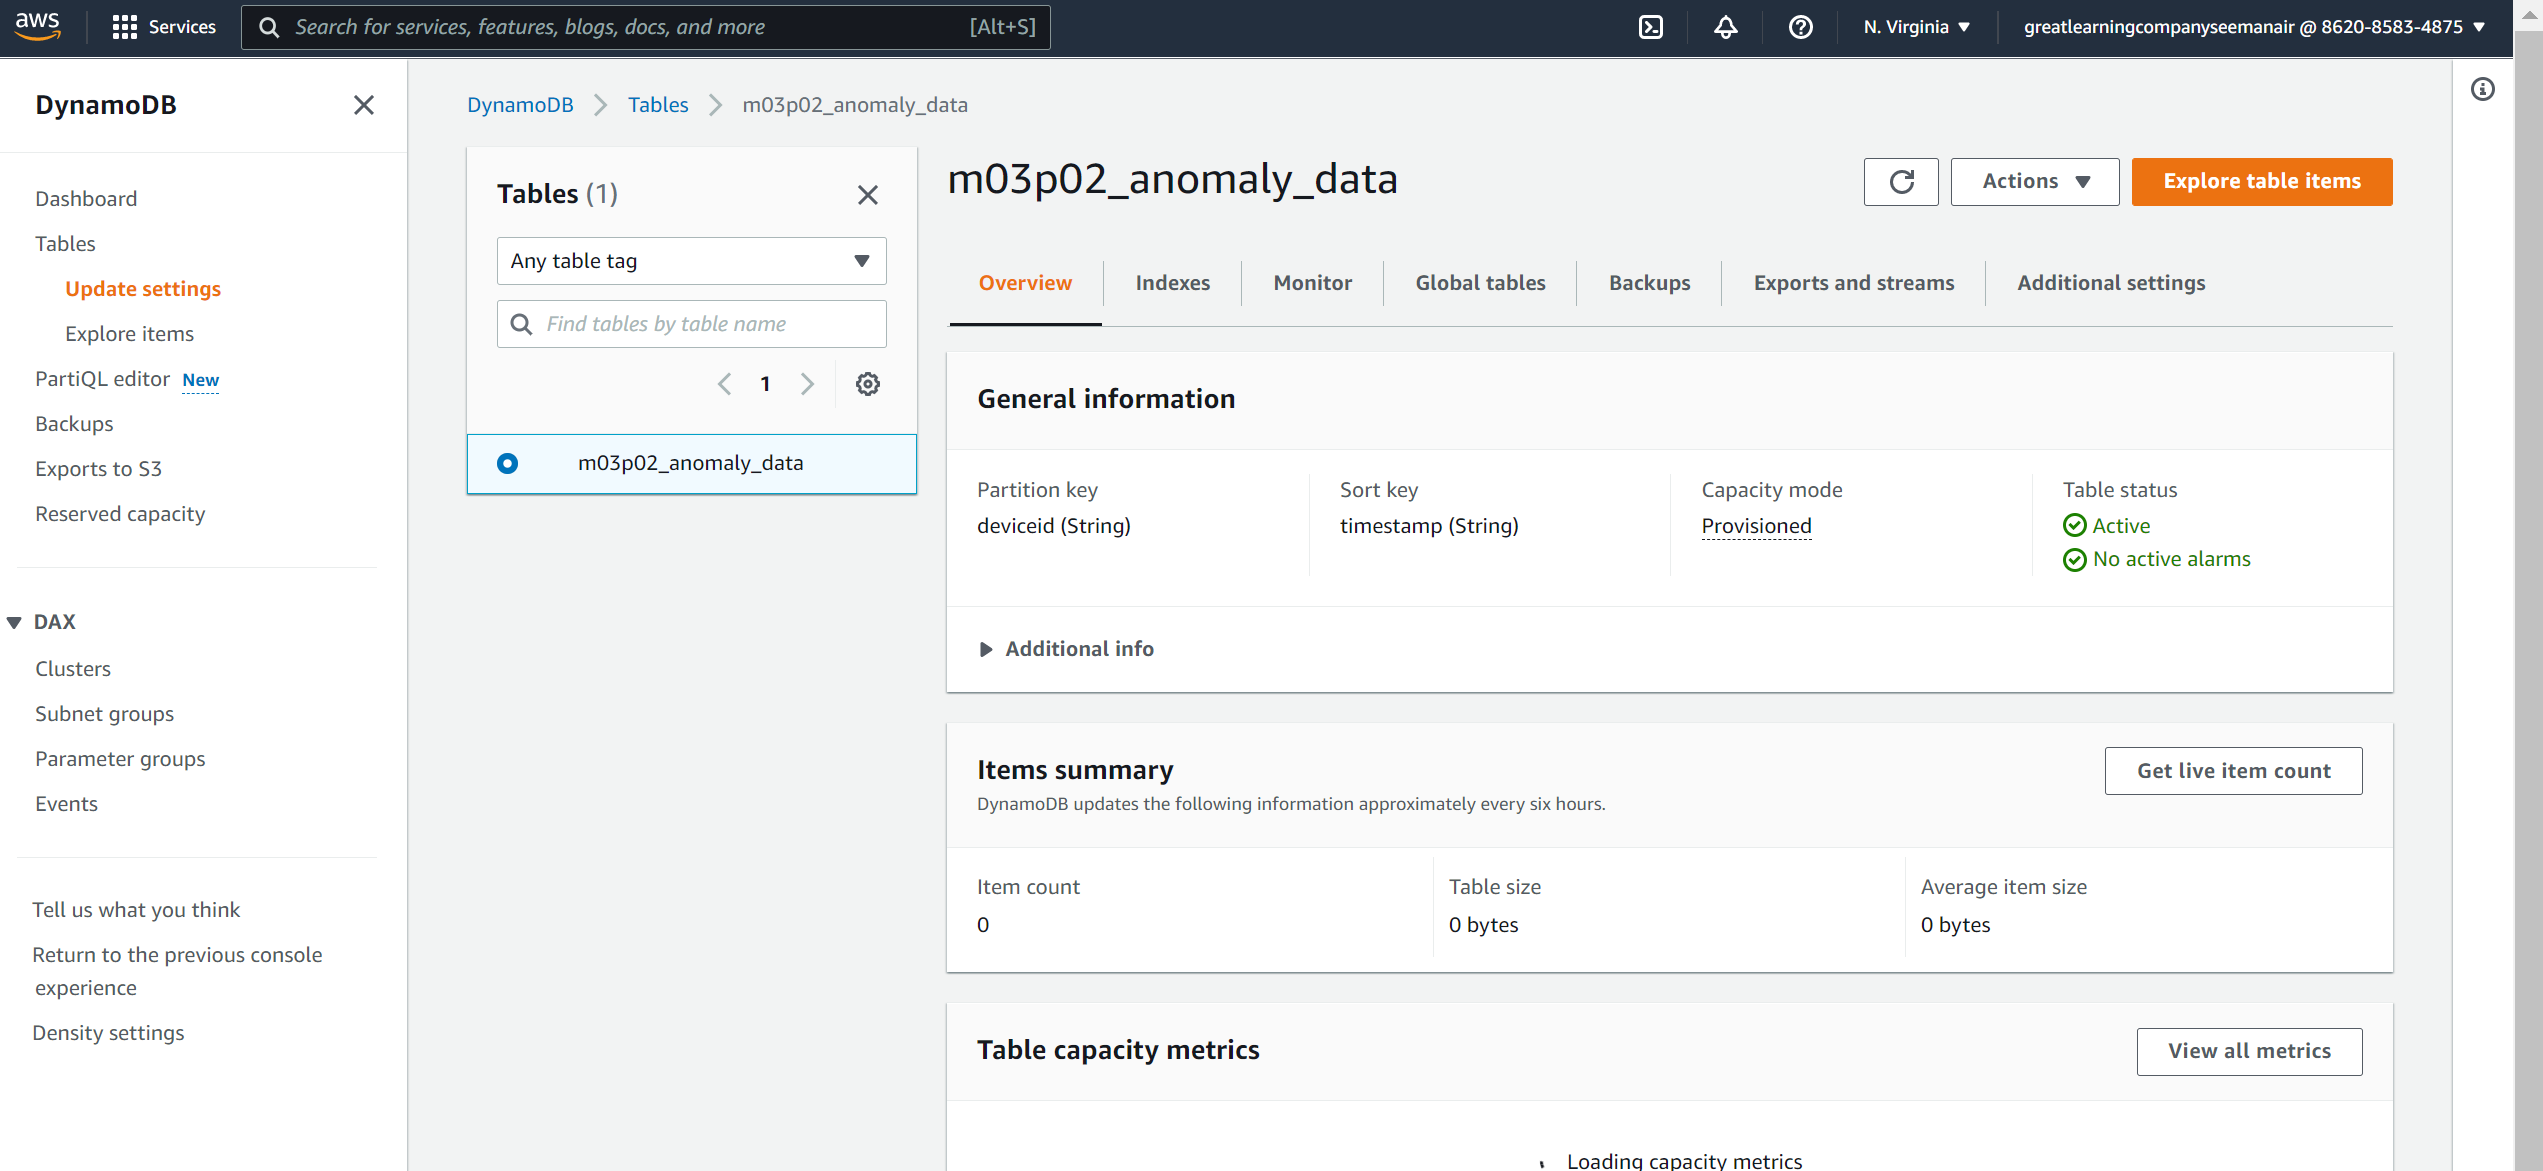 aws
Services
Search for services, features, blogs, docs, and more [Alt+S]
N. Virginia
greatlearningcompanyseemanair @ 8620-8583-4875
DynamoDB
Dashboard
Tables
Update settings
Explore items
PartiQL editor New
Backups
Exports to S3
Reserved capacity
DAX
Clusters
Subnet groups
Parameter groups
Events
Tell us what you think
Return to the previous console
experience
Density settings
DynamoDB Tables m03p02_anomaly_data
Tables (1)
Any table tag
Find tables by table name
1
m03p02_anomaly_data
m03p02_anomaly_data
Actions
Explore table items
Overview Indexes Monitor Global tables Backups Exports and streams Additional settings
General information
Partition key
deviceid (String)
Sort key
timestamp (String)
Capacity mode
Provisioned
Table status
Active
No active alarms
Additional info
Items summary
DynamoDB updates the following information approximately every six hours.
Get live item count
Item count
0
Table size
0 bytes
Average item size
0 bytes
Table capacity metrics
View all metrics
Loading capacity metrics